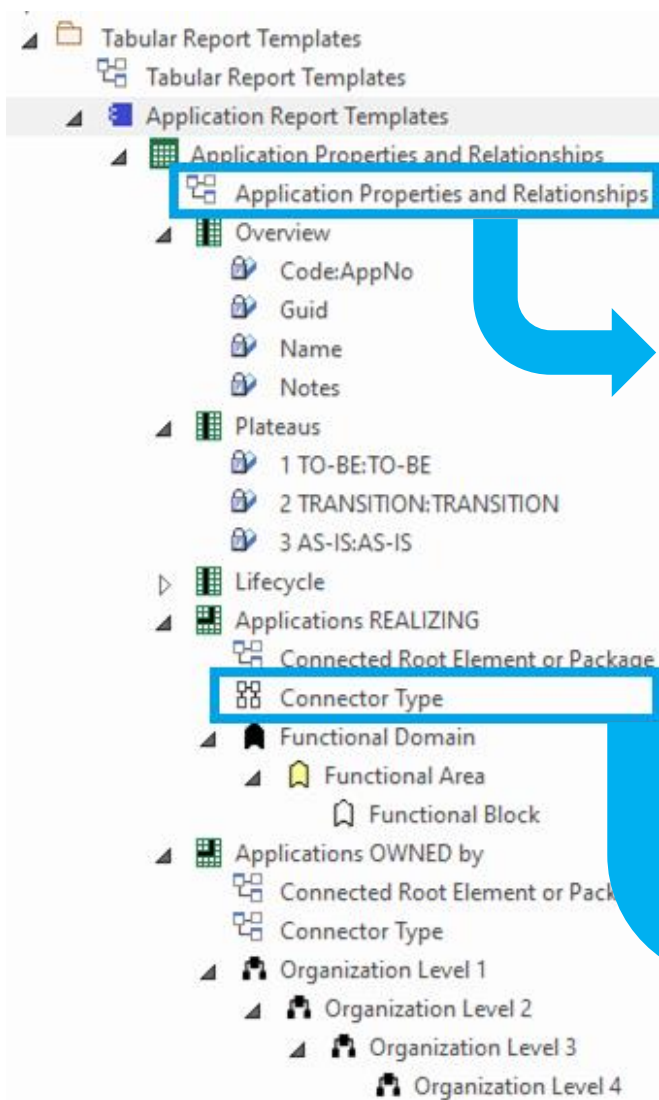 Tabular Report Templates
Tabular Report Templates
Application Report Templates
Application Properties and Relationships
Application Properties and Relationships
Overview
Code:AppNo
Guid
Name
Notes
Plateaus
1 TO-BE:TO-BE
2 TRANSITION:TRANSITION
3 AS-IS:AS-IS
Lifecycle
Applications REALIZING
Connected Root Element or Package
Connector Type
Functional Domain
Functional Area
Functional Block
Applications OWNED by
Connected Root Element or Pack
Connector Type
Organization Level 1
Organization Level 2
Organization Level 3
Organization Level 4